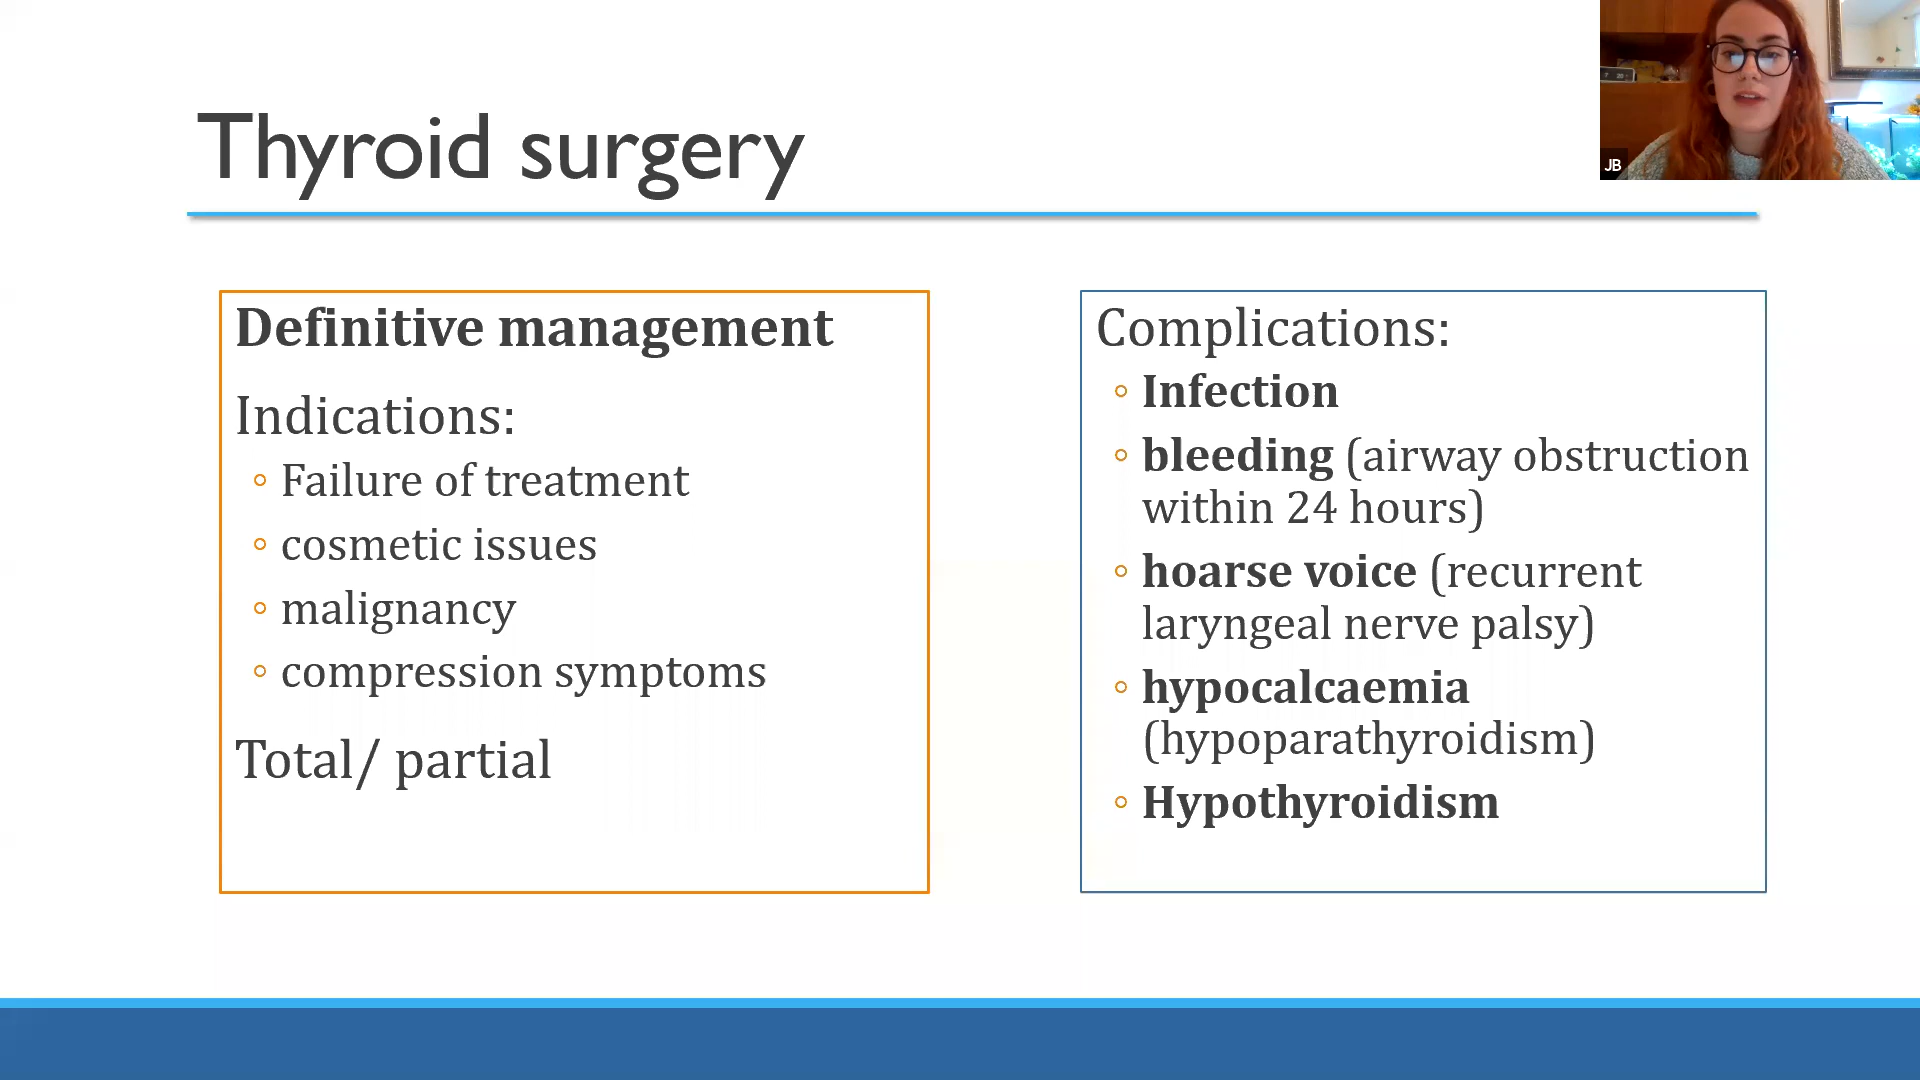 Thyroid surgery
JB
Definitive management
Indications:
Failure of treatment
cosmetic issues
malignancy
compression symptoms
Total/ partial
Complications:
Infection
bleeding (airway obstruction
within 24 hours)
hoarse voice (recurrent
laryngeal nerve palsy)
hypocalcaemia
(hypoparathyroidism)
Hypothyroidism